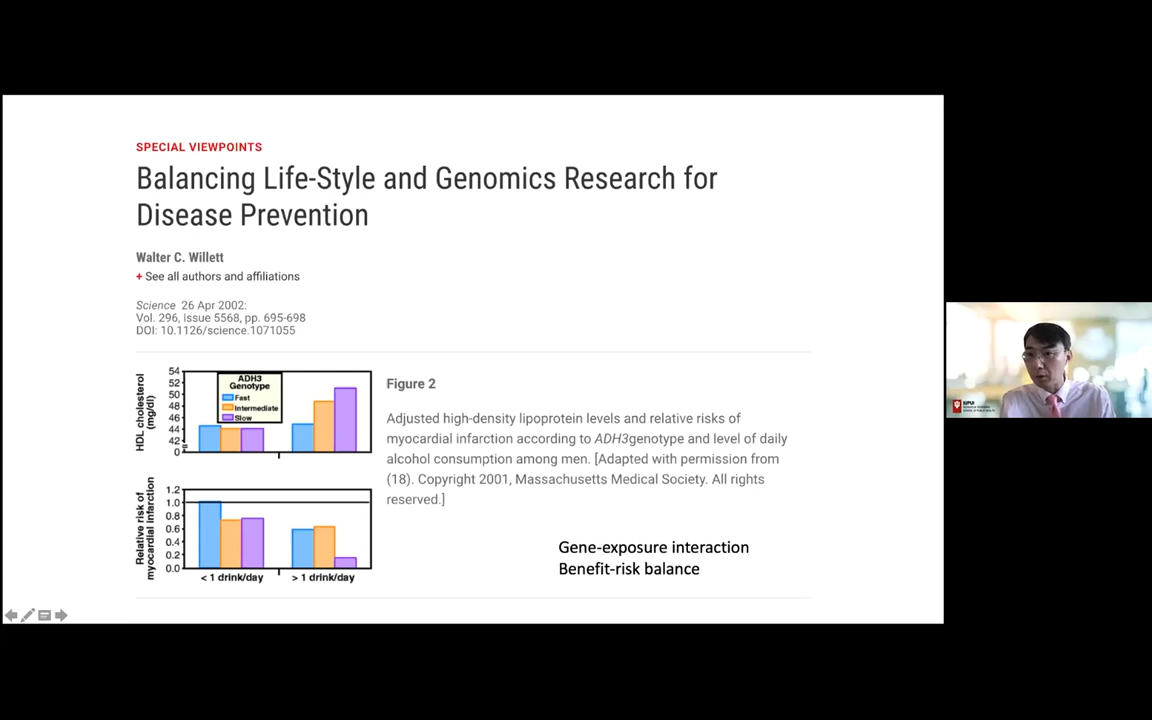 SPECIAL VIEWPOINTS
Balancing Life-Style and Genomics Research for
Disease Prevention
Walter C. Willett
+ See all authors and affiliations
Science 26 Apr 2002:
Vol. 296, issue 5568, pp. 695-698
DOI: 10.1126/science.1071055
HDL cholesterol
(mg/dl)
54
52
50
48
46
44
42
0
ADH3
Genotype
Fast
Intermediate
Slow
Relative risk of
myocardial infarction
1.2
1.0
0.8
0.6
0.4
0.2
0.0
< 1 drink/day
> 1 drink/day
Figure 2
Adjusted high-density lipoprotein levels and relative risks of
myocardial infarction according to ADH3genotype and level of daily
alcohol consumption among men. [Adapted with permission from
(18). Copyright 2001, Massachusetts Medical Society. All rights
reserved.]
Gene-exposure interaction
Benefit-risk balance
IUPUI